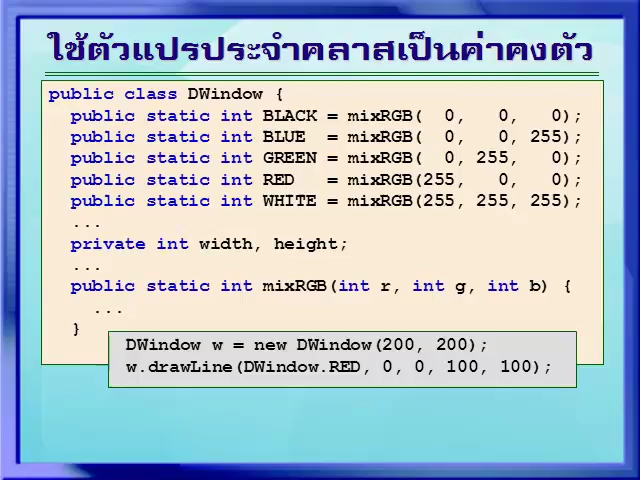 ใช้ตัวแปรประจำคลาสเป็นค่าคงตัว
public class DWindow {
  public static int BLACK = mixRGB(  0,   0,   0);
  public static int BLUE  = mixRGB(  0,   0, 255);
  public static int GREEN = mixRGB(  0, 255,   0);
  public static int RED   = mixRGB(255,   0,   0);
  public static int WHITE = mixRGB(255, 255, 255);
  ...
  private int width, height;
  ...
  public static int mixRGB(int r, int g, int b) {
    ...
  }
DWindow w = new DWindow(200, 200);
w.drawLine(DWindow.RED, 0, 0, 100, 100);